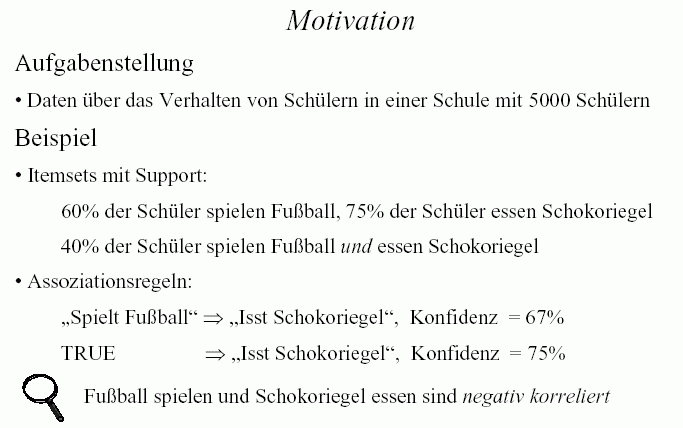 Motivation
Aufgabenstellung
• Daten über das Verhalten von Schülern in einer Schule mit 5000 Schülern
Beispiel
• Itemsets mit Support:
60% der Schüler spielen Fußball, 75% der Schüler essen Schokoriegel
40% der Schüler spielen Fußball und essen Schokoriegel
• Assoziationsregeln:
„Spielt Fußball“ ⇒ „Isst Schokoriegel“, Konfidenz = 67%
TRUE ⇒ „Isst Schokoriegel“, Konfidenz = 75%
Fußball spielen und Schokoriegel essen sind negativ korreliert